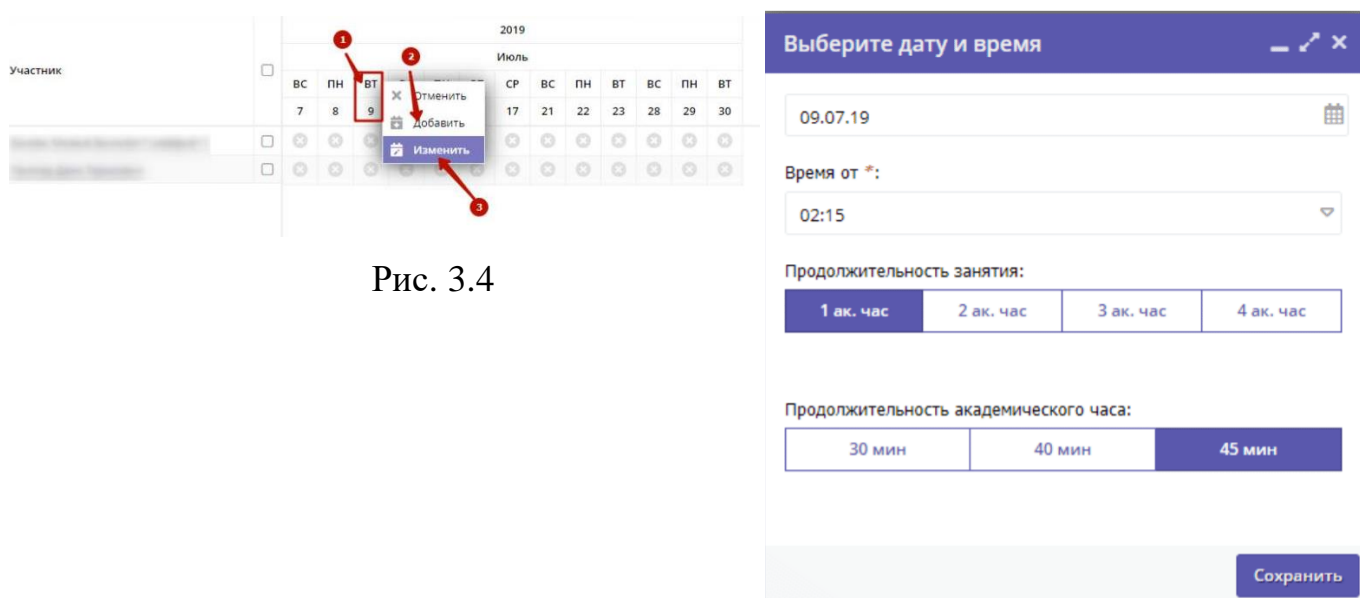 2019
Июль
Участник
ВС ПН ВТ СР ВС ПН ВТ ВС ПН ВТ
7 8 9 17 21 22 23 28 29 30
1
2
3
Отменить
Добавить
Изменить
Рис. 3.4
Выберите дату и время
09.07.19
Время от *:
02:15
Продолжительность занятия:
1 ак. час 2 ак. час 3 ак. час 4 ак. час
Продолжительность академического часа:
30 мин 40 мин 45 мин
Сохранить